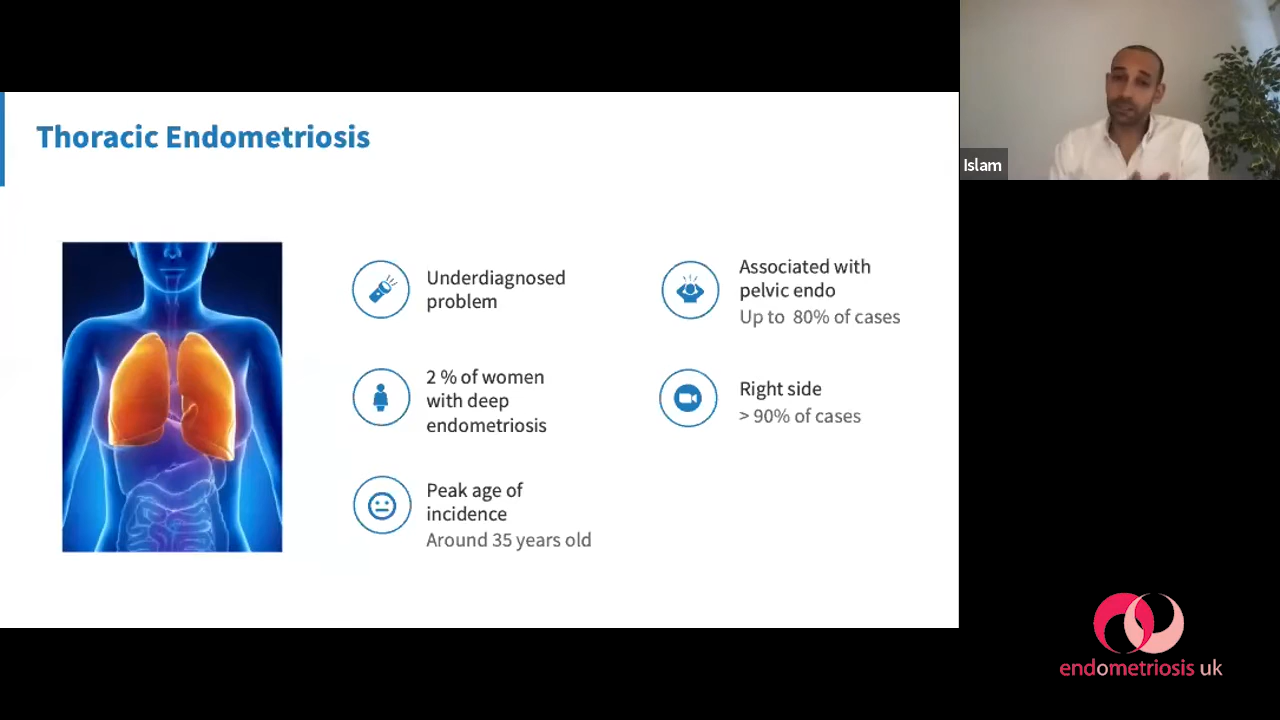 Thoracic Endometriosis
Underdiagnosed
problem
2 % of women
with deep
endometriosis
Peak age of
incidence
Around 35 years old
Associated with
pelvic endo
Up to 80% of cases
Right side
> 90% of cases
Islam
endometriosis uk